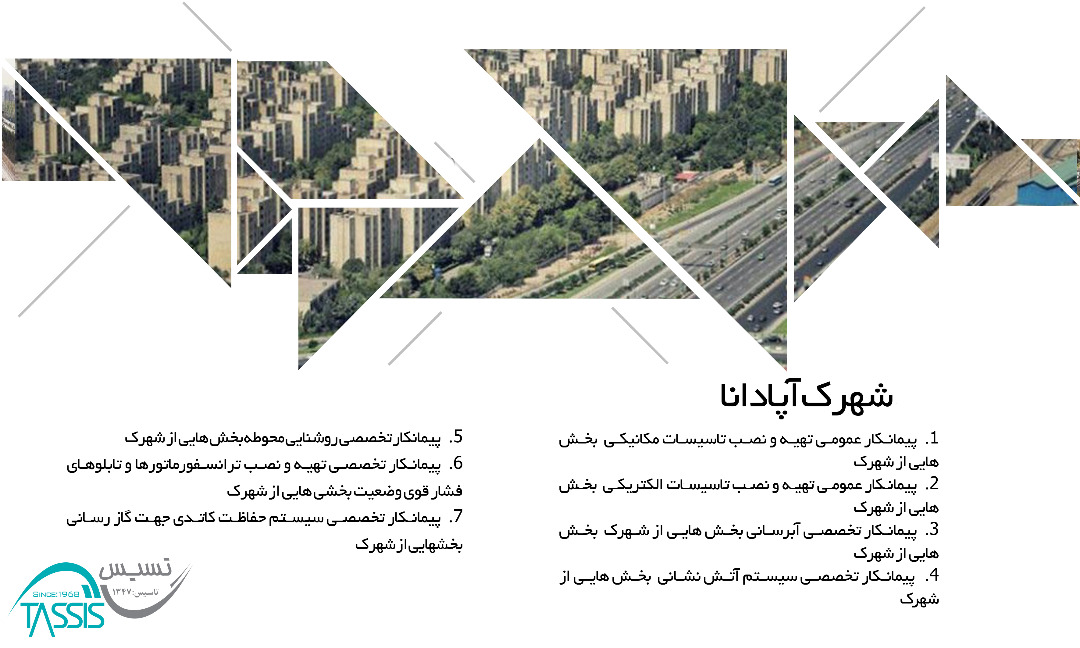 شهرک آپادانا
1. پیمانکار عمومی تهیه و نصب تاسیسات مکانیکی بخش
هایی از شهرک
2. پیمانکار عمومی تهیه و نصب تاسیسات الکتریکی بخش
هایی از شهرک
3. پیمانکار تخصصی آبرسانی بخش هایی از شهرک بخش
هایی از شهرک
4. پیمانکار تخصصی سیستم آتش نشانی بخش هایی از
شهرک
5. پیمانکار تخصصی روشنایی محوطه بخش هایی از شهرک
6. پیمانکار تخصصی تهیه و نصب ترانسفورماتورها و تابلوهای
فشار قوی وضعیت بخشی هایی از شهرک
7. پیمانکار تخصصی سیستم حفاظت کاتدی جهت گاز رسانی
بخشهایی از شهرک
تسیس
تاسیس: ۱۳۴۷
SINCE:1968
TASSIS